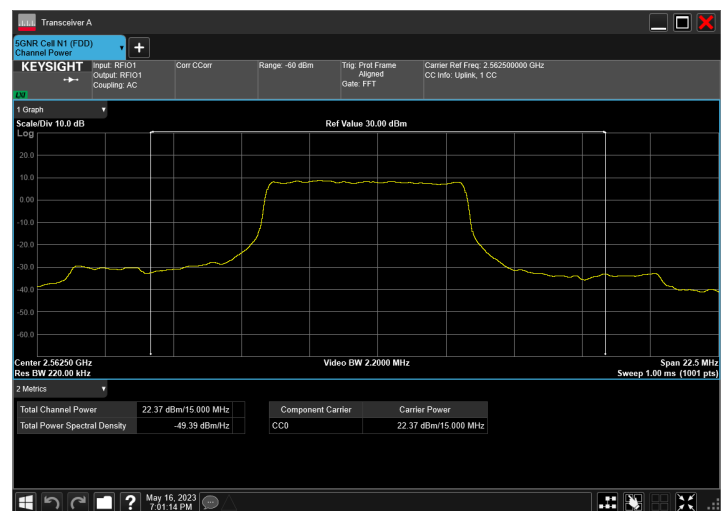 Transceiver A
5GNR Cell N1 (FDD)
Channel Power
KEYSIGHT
LXI
Input: RFIO1
Output: RFIO1
Coupling: AC
Corr CCorr
Range: -60 dBm
Trig: Prot Frame
Aligned
Gate: FFT
Carrier Ref Freq: 2.562500000 GHz
CC Info: Uplink, 1 CC
1 Graph
Scale/Div 10.0 dB
Ref Value 30.00 dBm
Log
20.0
10.0
0.00
-10.0
-20.0
-30.0
-40.0
-50.0
-60.0
Center 2.56250 GHz
Video BW 2.2000 MHz
Span 22.5 MHz
Res BW 220.00 kHz
Sweep 1.00 ms (1001 pts)
2 Metrics
Total Channel Power 22.37 dBm/15.000 MHz
Total Power Spectral Density -49.39 dBm/Hz
Component Carrier Carrier Power
CC0 22.37 dBm/15.000 MHz
?
May 16, 2023
7:01:14 PM